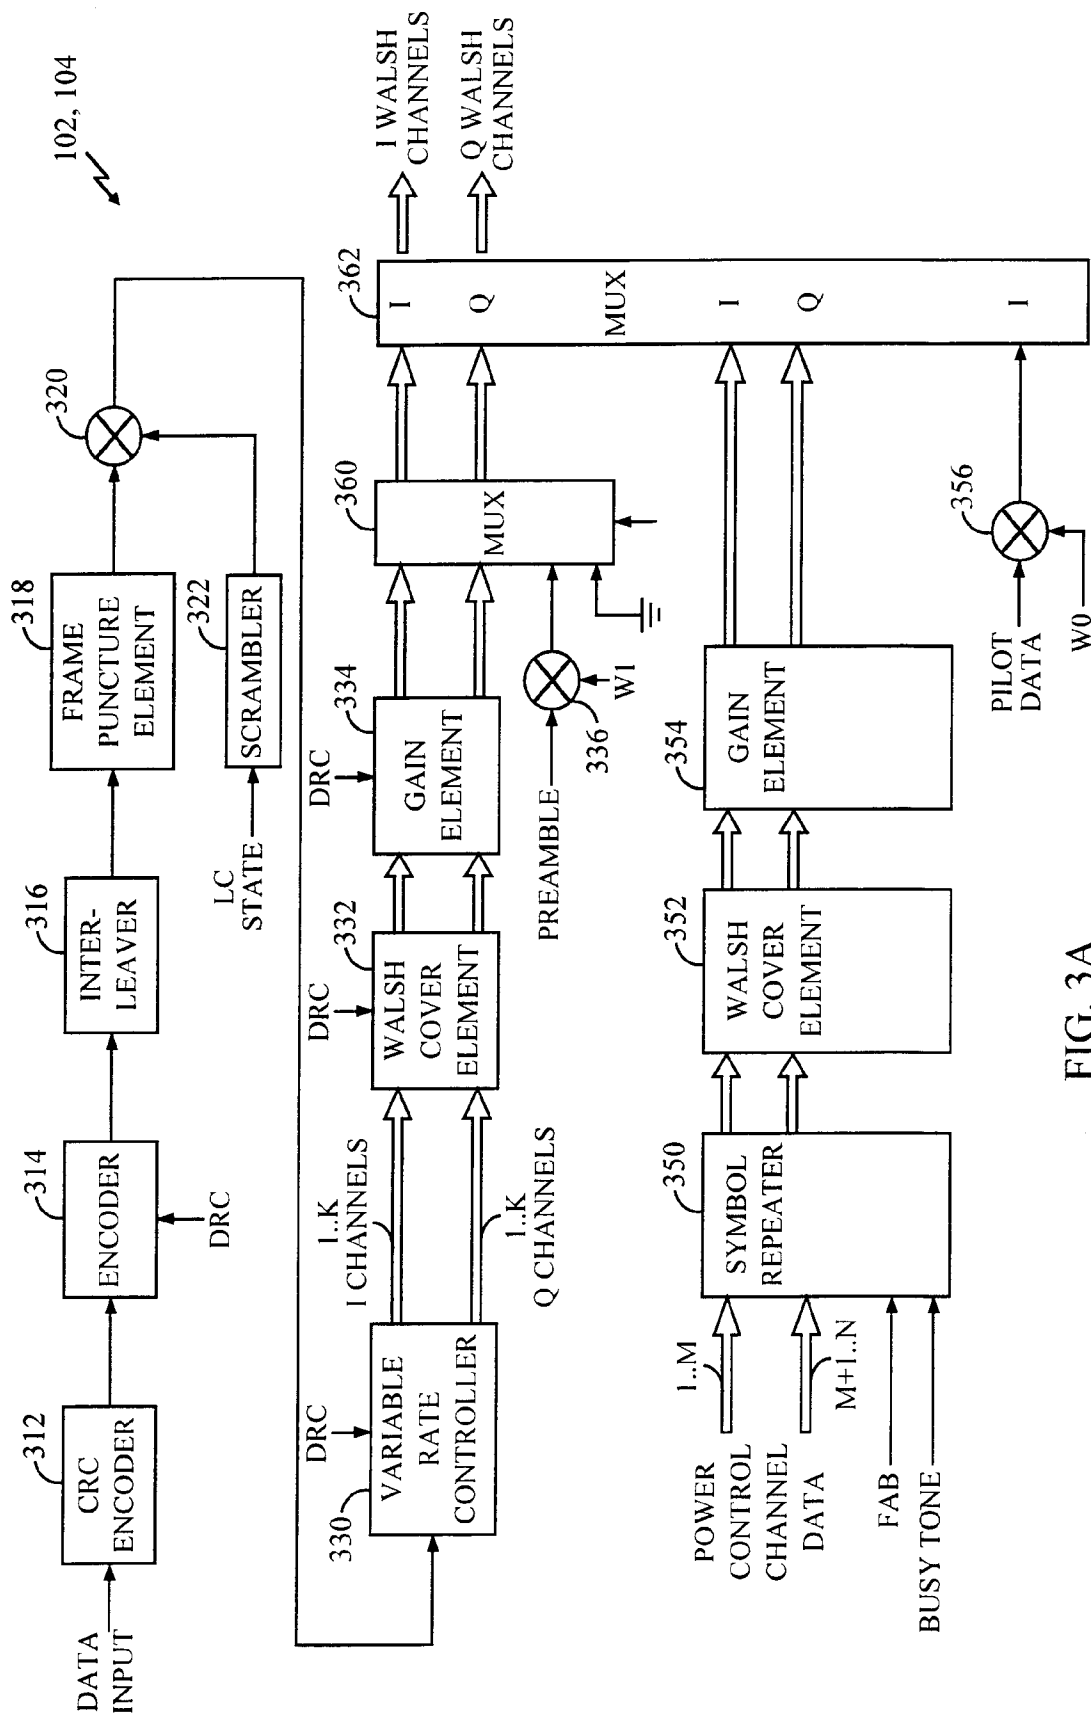 102, 104
DATA
INPUT
312
CRC
ENCODER
314
ENCODER
DRC
316
INTER-
LEAVER
318
FRAME
PUNCTURE
ELEMENT
320
322
SCRAMBLER
LC
STATE
330
VARIABLE
RATE
CONTROLLER
DRC
1..K
I CHANNELS
1..K
Q CHANNELS
332
WALSH
COVER
ELEMENT
DRC
334
GAIN
ELEMENT
DRC
PREAMBLE
336
W1
360
MUX
362
I
Q
MUX
I
Q
I
I WALSH
CHANNELS
Q WALSH
CHANNELS
POWER
CONTROL
CHANNEL
DATA
1..M
M+1..N
FAB
BUSY TONE
350
SYMBOL
REPEATER
352
WALSH
COVER
ELEMENT
354
GAIN
ELEMENT
PILOT
DATA
356
W0
FIG. 3A